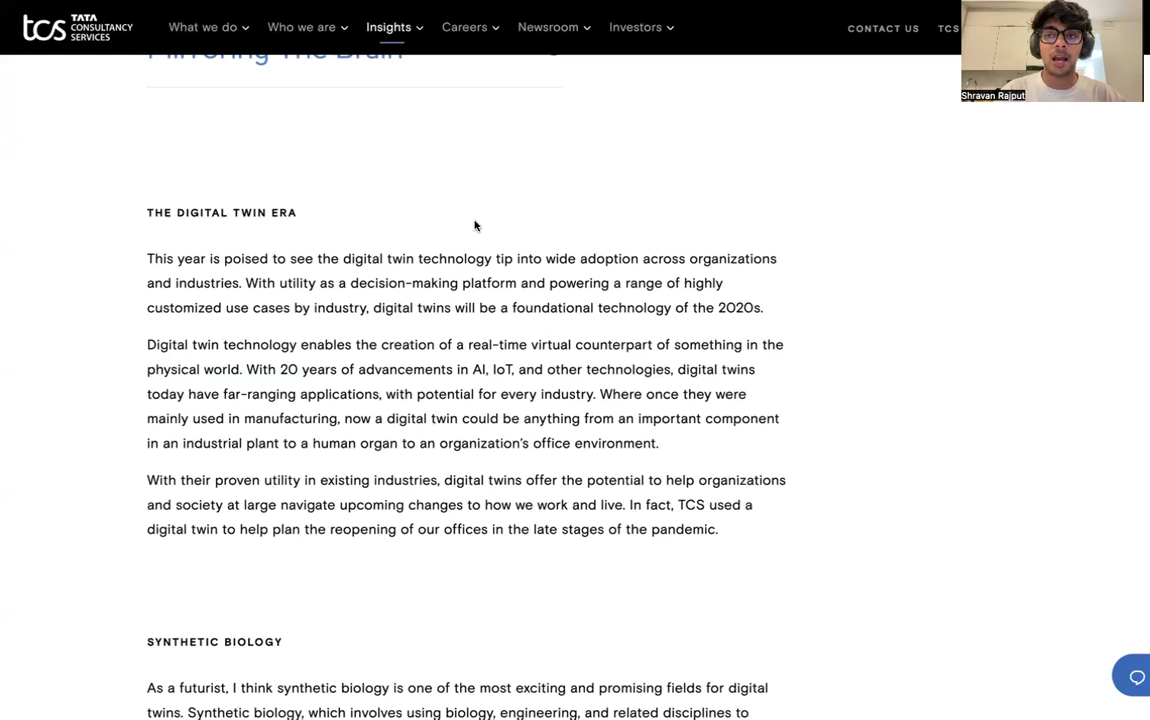 tcs TATA
CONSULTANCY
SERVICES
What we do
Who we are
Insights
Careers
Newsroom
Investors
CONTACT US
TCS
Shravan Rajput
Mirroring The Brain
THE DIGITAL TWIN ERA
This year is poised to see the digital twin technology tip into wide adoption across organizations
and industries. With utility as a decision-making platform and powering a range of highly
customized use cases by industry, digital twins will be a foundational technology of the 2020s.
Digital twin technology enables the creation of a real-time virtual counterpart of something in the
physical world. With 20 years of advancements in AI, IoT, and other technologies, digital twins
today have far-ranging applications, with potential for every industry. Where once they were
mainly used in manufacturing, now a digital twin could be anything from an important component
in an industrial plant to a human organ to an organization's office environment.
With their proven utility in existing industries, digital twins offer the potential to help organizations
and society at large navigate upcoming changes to how we work and live. In fact, TCS used a
digital twin to help plan the reopening of our offices in the late stages of the pandemic.
SYNTHETIC BIOLOGY
As a futurist, I think synthetic biology is one of the most exciting and promising fields for digital
twins. Synthetic biology, which involves using biology, engineering, and related disciplines to